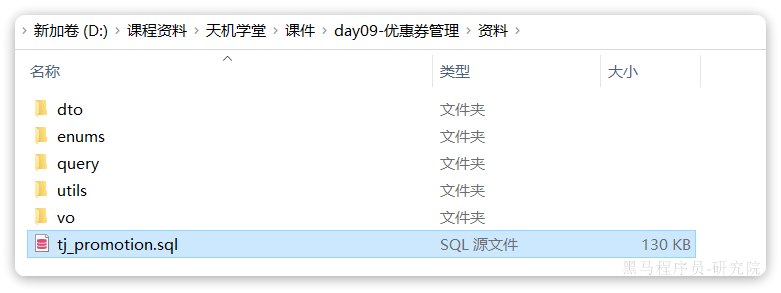 新加卷 (D:) › 课程资料 › 天机学堂 › 课件 › day09-优惠券管理 › 资料 ›
名称 类型 大小
dto 文件夹
enums 文件夹
query 文件夹
utils 文件夹
vo 文件夹
tj_promotion.sql SQL 源文件 130 KB
黑马程序员-研究院